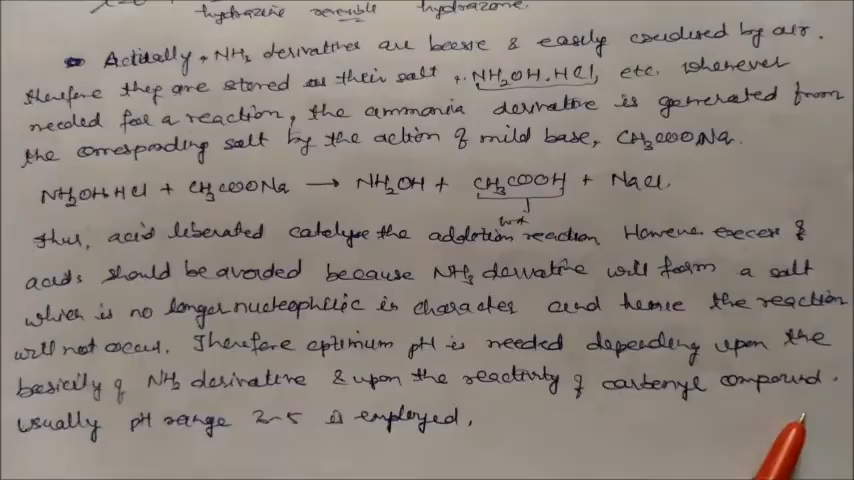 hydrazine hydrazone.
Actually, NH3 derivatives are basic & easily oxidised by air.
therefore they are stored as their salt, NH2OH.HCl, etc. Whenever
needed for a reaction, the ammonia derivative is generated from
the corresponding salt by the action of mild base, CH3COONa.
NH2OH.HCl + CH3COONa → NH2OH + CH3COOH + NaCl.
Thus, acid liberated catalyse the addition reaction. However excess of
acids should be avoided because NH3 derivative will form a salt
which is no longer nucleophilic in character and hence the reaction
will not occur. Therefore optimum pH is needed depending upon the
basicity of NH3 derivative & upon the reactivity of carbonyl compound.
Usually pH range 2-5 is employed.